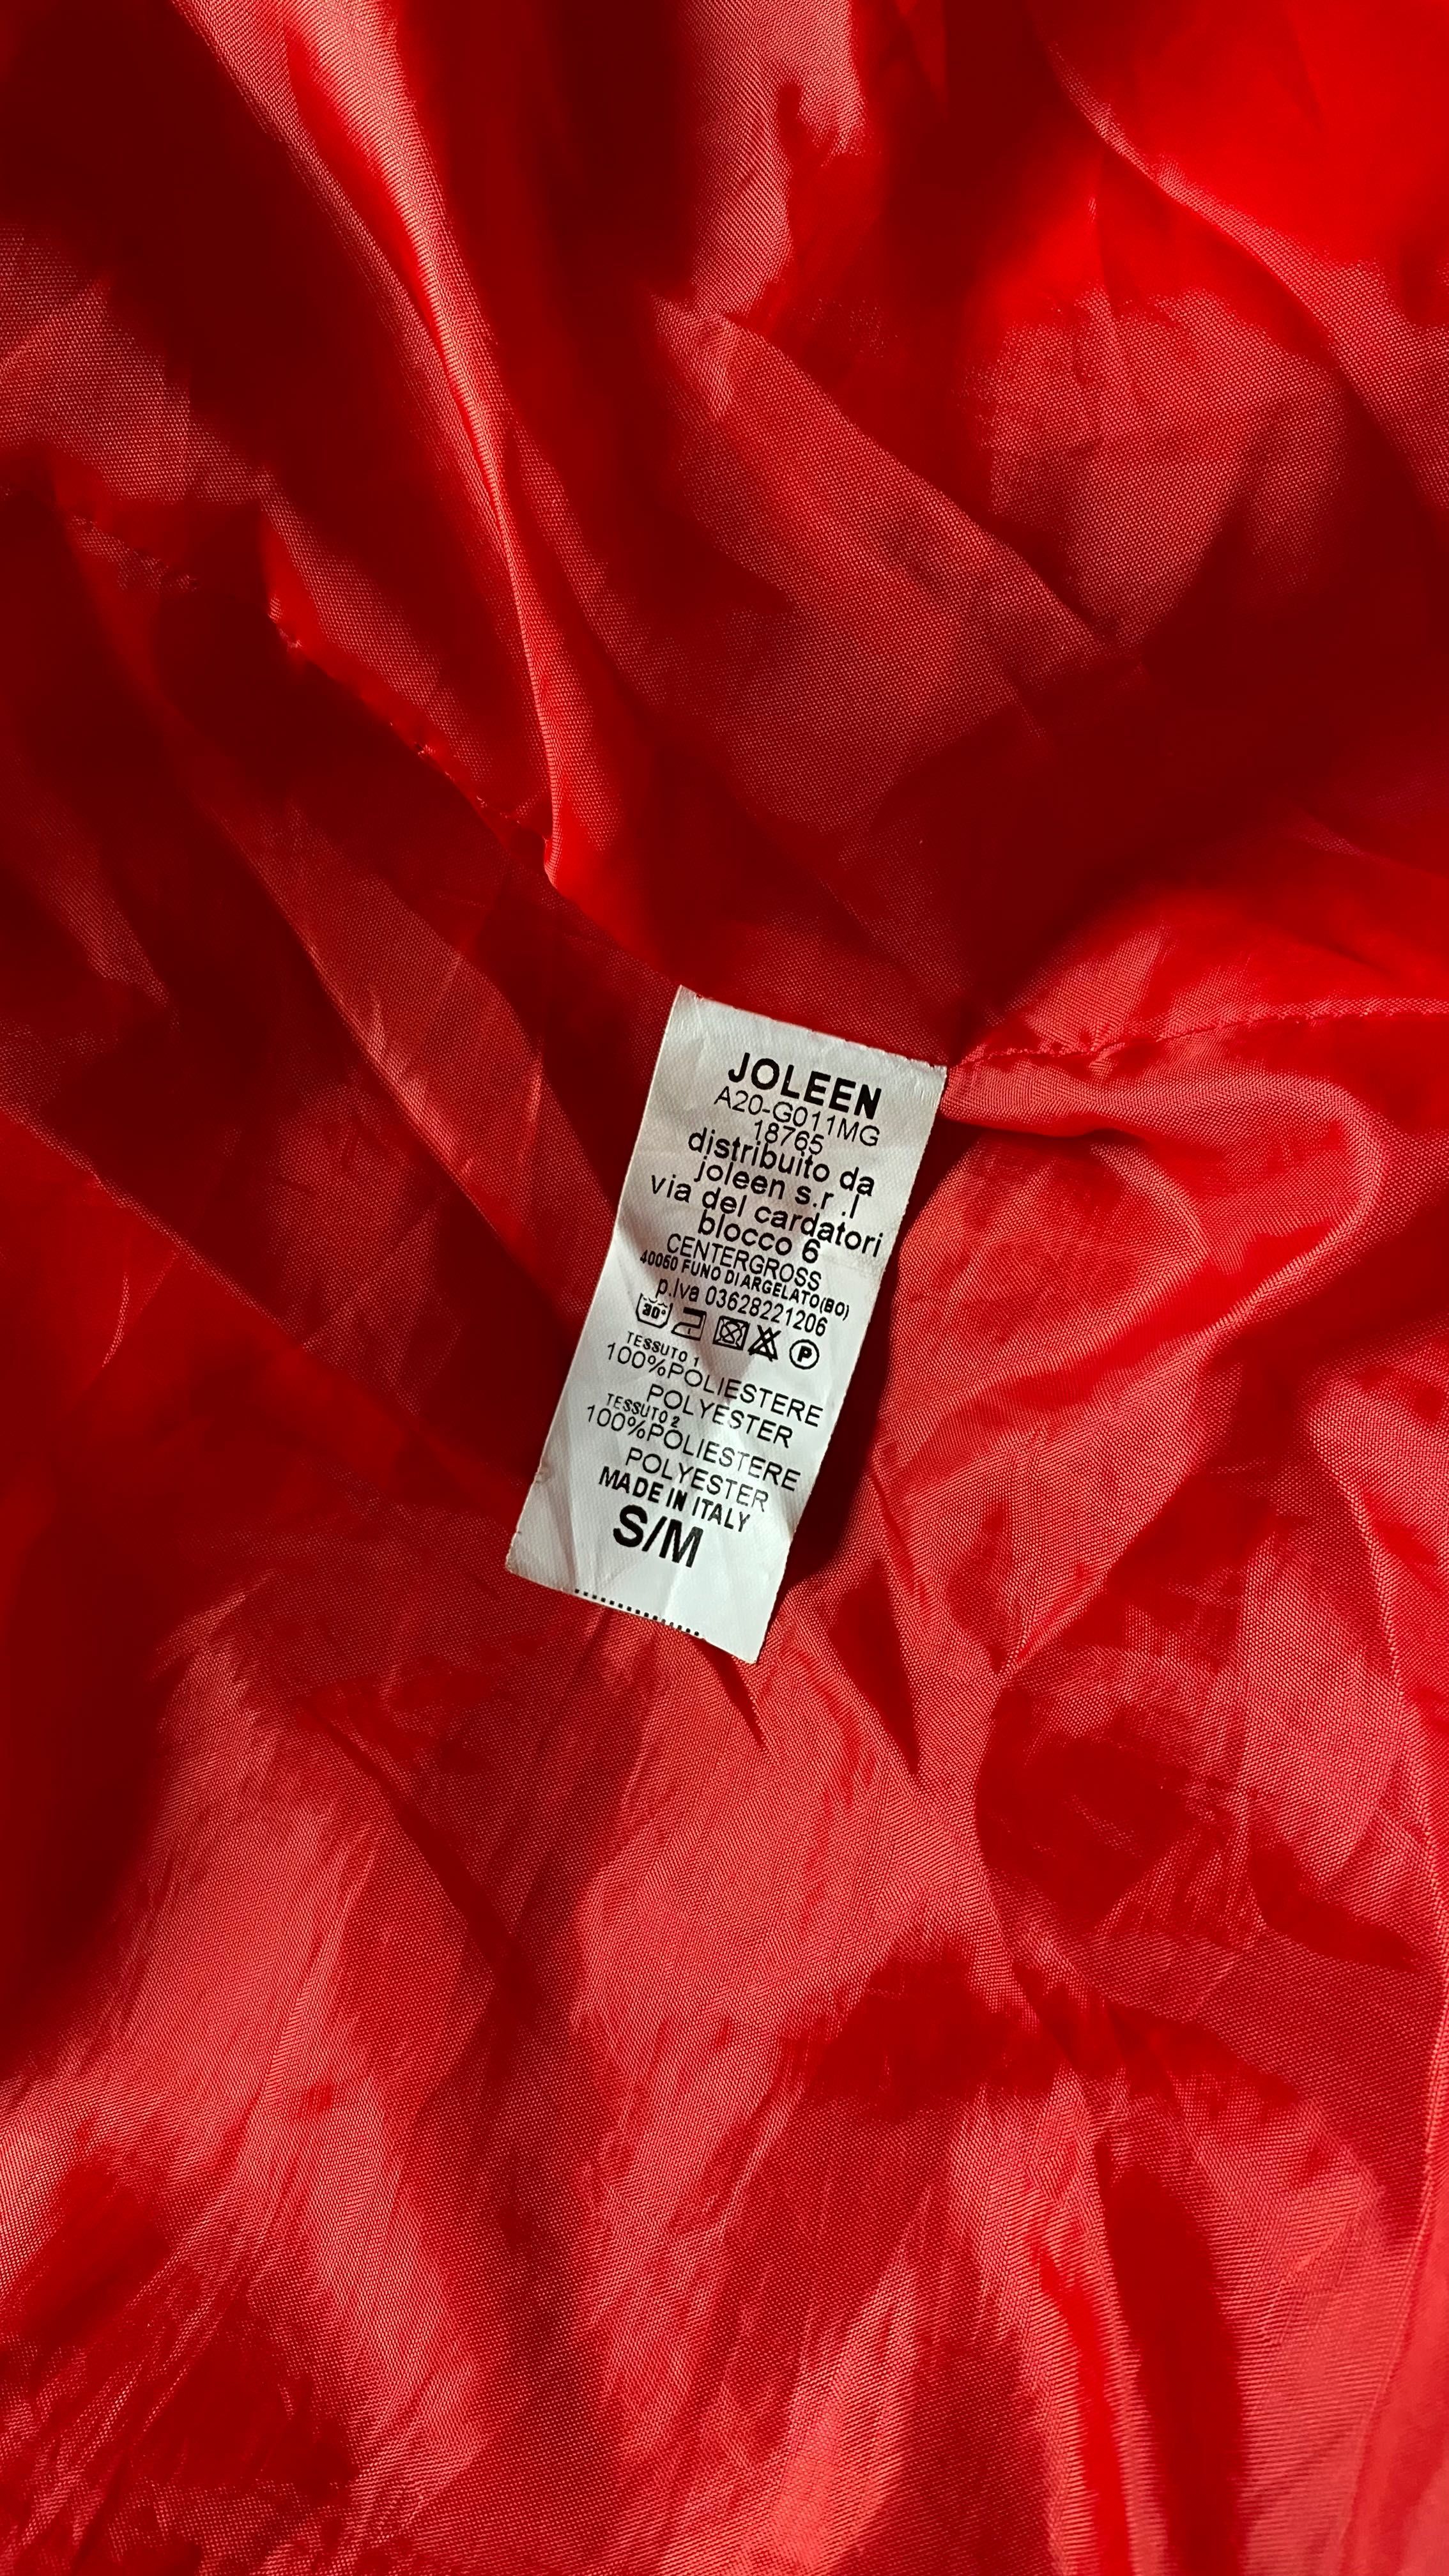 JOLEEN
A20-G011MG
18765
distribuito da
joleen s.r .l
via del cardatori
blocco 6
CENTERGROSS
40050 FUNO DI ARGELATO(BO)
p.Iva 03628221206
30° P
TESSUTO 1
100%POLIESTERE
POLYESTER
TESSUTO 2
100%POLIESTERE
POLYESTER
MADE IN ITALY
S/M